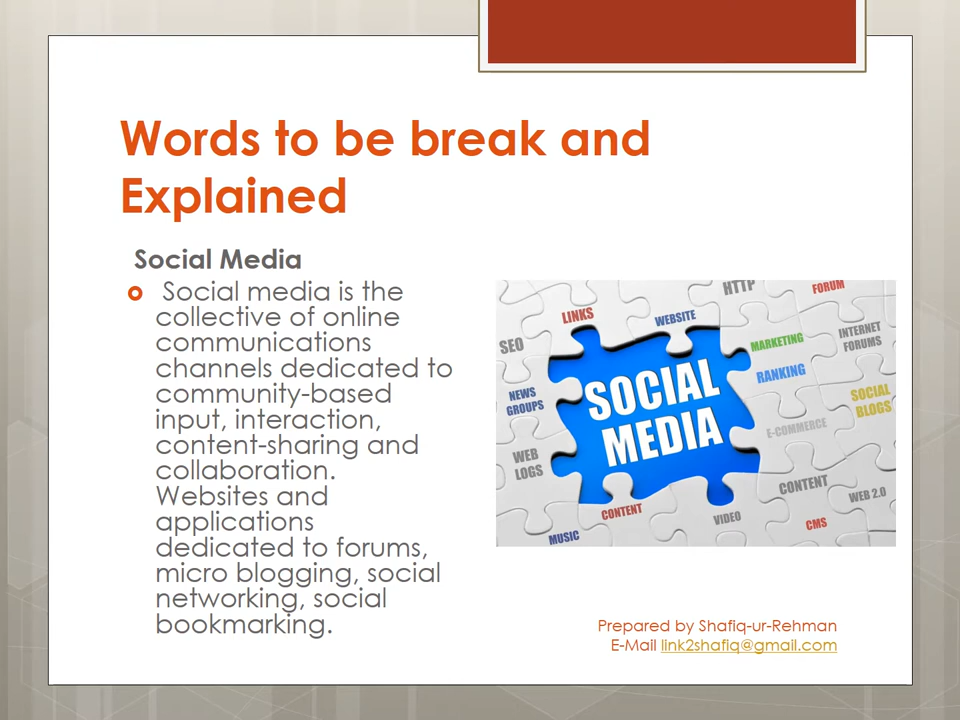 Words to be break and
Explained
Social Media
Social media is the
collective of online
communications
channels dedicated to
community-based
input, interaction,
content-sharing and
collaboration.
Websites and
applications
dedicated to forums,
micro blogging, social
networking, social
bookmarking.
HTTP
FORUM
LINKS
WEBSITE
SEO
MARKETING
INTERNET
FORUMS
RANKING
NEWS
GROUPS
SOCIAL
MEDIA
SOCIAL
BLOGS
E-COMMERCE
WEB
LOGS
CONTENT
WEB 2.0
CONTENT
VIDEO
CMS
MUSIC
Prepared by Shafiq-ur-Rehman
E-Mail link2shafiq@gmail.com